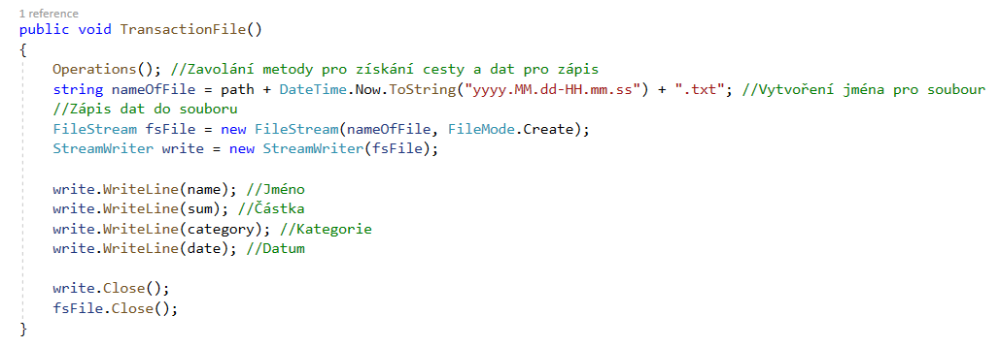 1 reference
public void TransactionFile()
{
Operations(); //Zavolání metody pro získání cesty a dat pro zápis
string nameOfFile = path + DateTime.Now.ToString("yyyy.MM.dd-HH.mm.ss") + ".txt"; //Vytvoření jména pro soubour
//Zápis dat do souboru
FileStream fsFile = new FileStream(nameOfFile, FileMode.Create);
StreamWriter write = new StreamWriter(fsFile);
write.WriteLine(name); //Jméno
write.WriteLine(sum); //Částka
write.WriteLine(category); //Kategorie
write.WriteLine(date); //Datum
write.Close();
fsFile.Close();
}